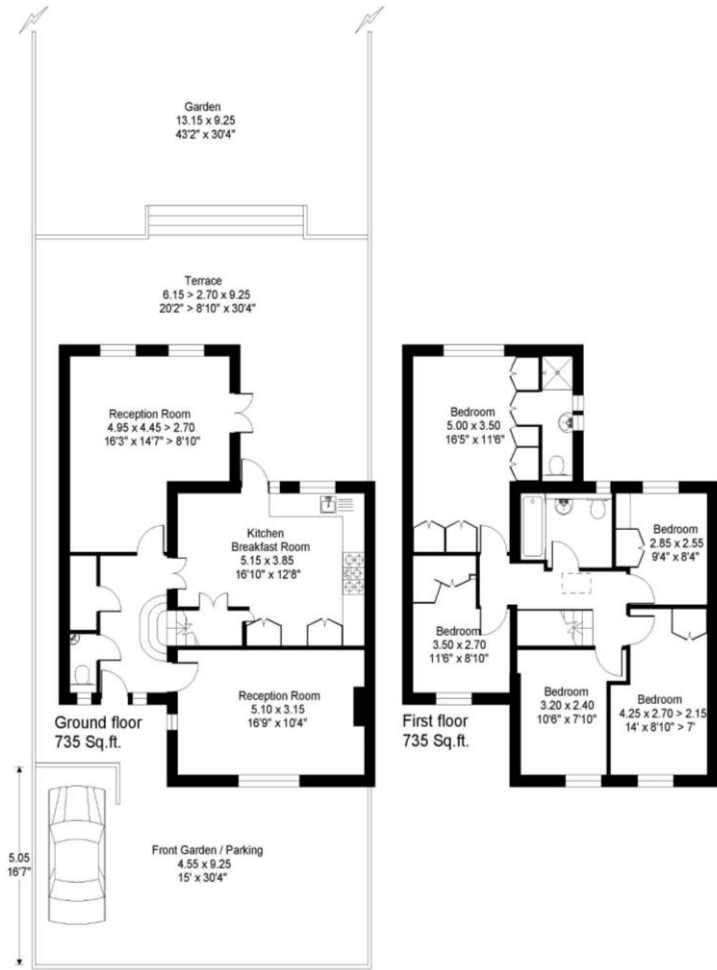 Garden
13.15 x 9.25
43'2" x 30'4"
Terrace
6.15 > 2.70 x 9.25
20'2" > 8'10" x 30'4"
Reception Room
4.95 x 4.45 > 2.70
16'3" x 14'7" > 8'10"
Kitchen
Breakfast Room
5.15 x 3.85
16'10" x 12'8"
Reception Room
5.10 x 3.15
16'9" x 10'4"
Ground floor
735 Sq.ft.
5.05
16'7"
Front Garden / Parking
4.55 x 9.25
15' x 30'4"
Bedroom
5.00 x 3.50
16'5" x 11'6"
Bedroom
2.85 x 2.55
9'4" x 8'4"
Bedroom
3.50 x 2.70
11'6" x 8'10"
Bedroom
3.20 x 2.40
10'6" x 7'10"
Bedroom
4.25 x 2.70 > 2.15
14' x 8'10" > 7'
First floor
735 Sq.ft.